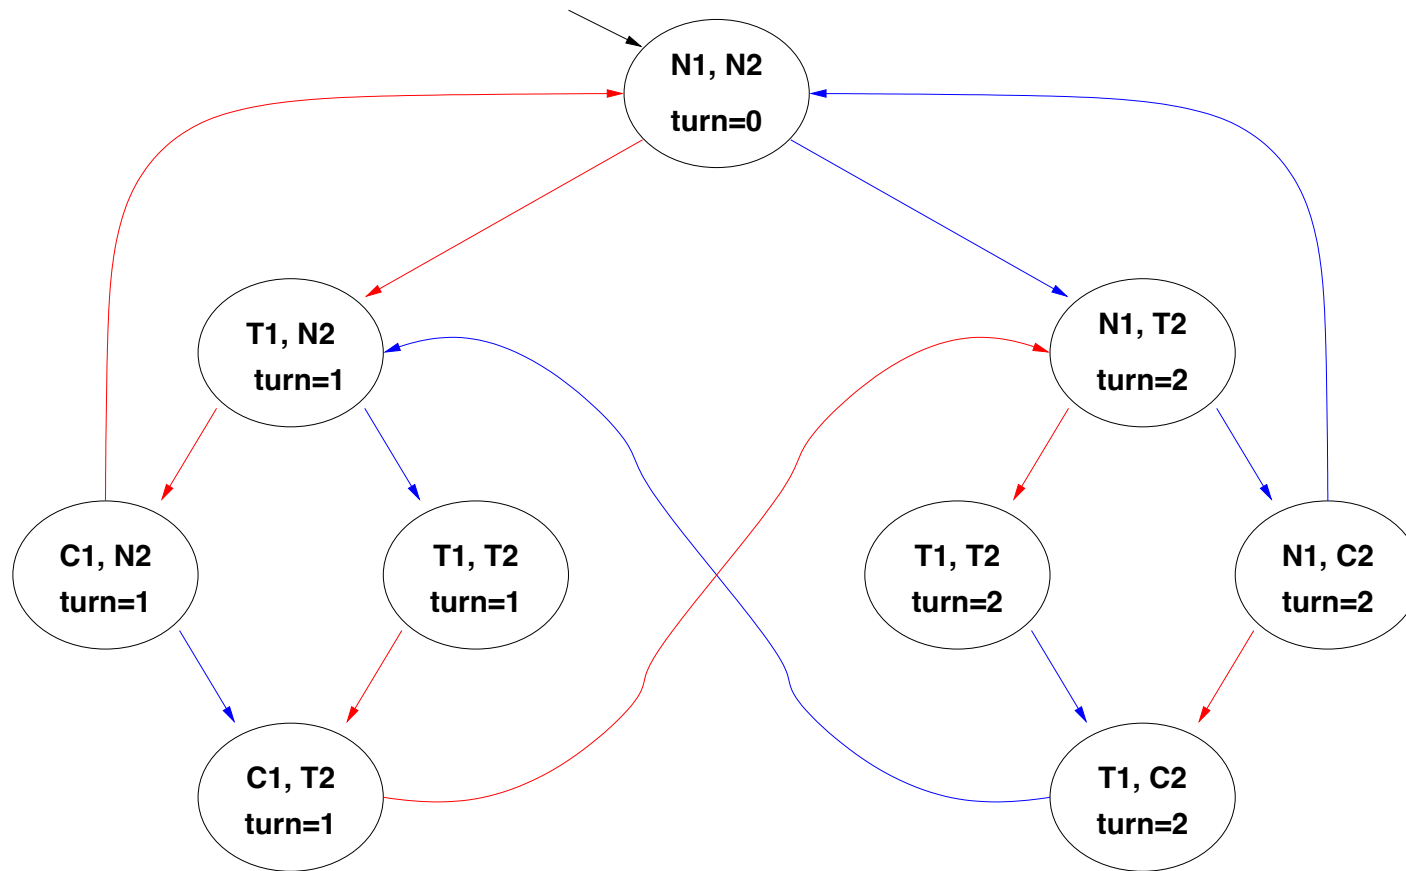 N1, N2
turn=0
T1, N2
turn=1
N1, T2
turn=2
C1, N2
turn=1
T1, T2
turn=1
T1, T2
turn=2
N1, C2
turn=2
C1, T2
turn=1
T1, C2
turn=2